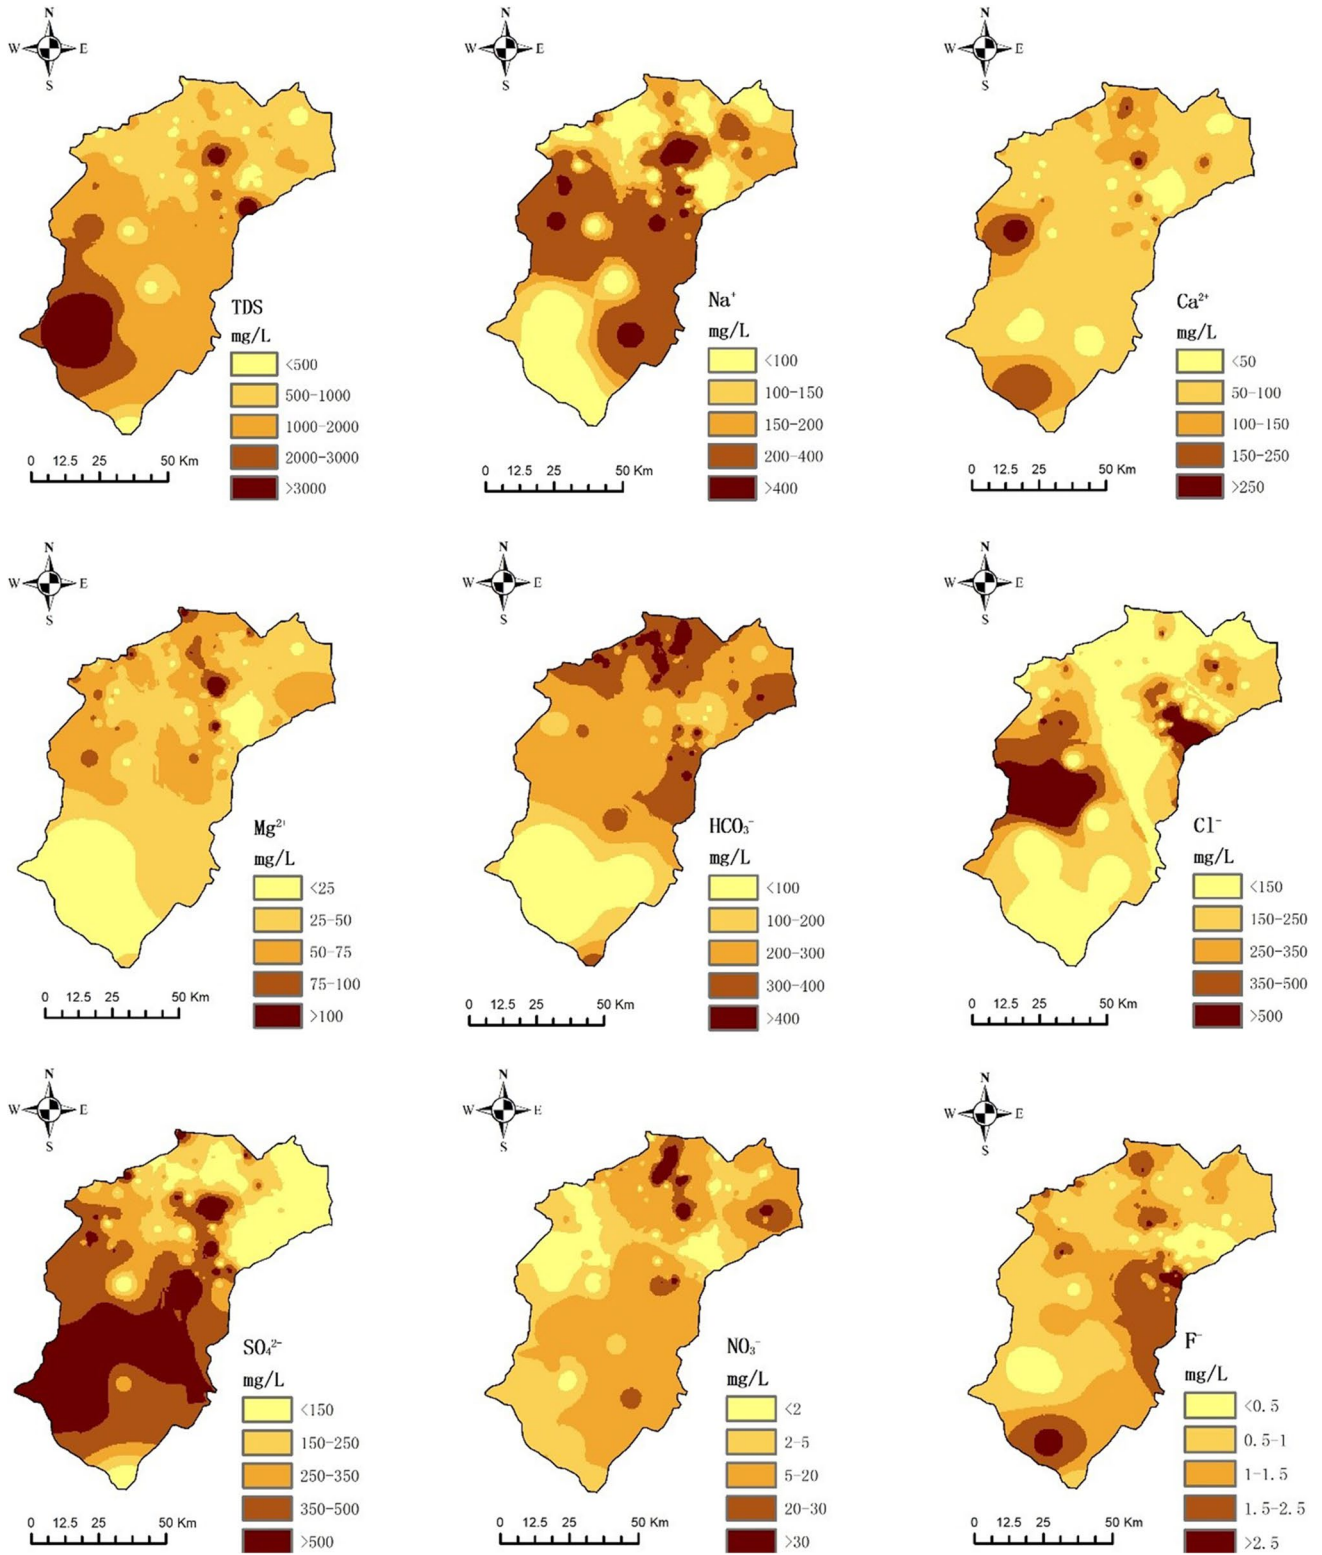 N
W E
S
TDS
mg/L
<500
500-1000
1000-2000
2000-3000
>3000
0 12.5 25 50 Km
N
W E
S
Na⁺
mg/L
<100
100-150
150-200
200-400
>400
0 12.5 25 50 Km
N
W E
S
Ca²⁺
mg/L
<50
50-100
100-150
150-250
>250
0 12.5 25 50 Km
N
W E
S
Mg²⁺
mg/L
<25
25-50
50-75
75-100
>100
0 12.5 25 50 Km
N
W E
S
HCO₃⁻
mg/L
<100
100-200
200-300
300-400
>400
0 12.5 25 50 Km
N
W E
S
Cl⁻
mg/L
<150
150-250
250-350
350-500
>500
0 12.5 25 50 Km
N
W E
S
SO₄²⁻
mg/L
<150
150-250
250-350
350-500
>500
0 12.5 25 50 Km
N
W E
S
NO₃⁻
mg/L
<2
2-5
5-20
20-30
>30
0 12.5 25 50 Km
N
W E
S
F⁻
mg/L
<0.5
0.5-1
1-1.5
1.5-2.5
>2.5
0 12.5 25 50 Km